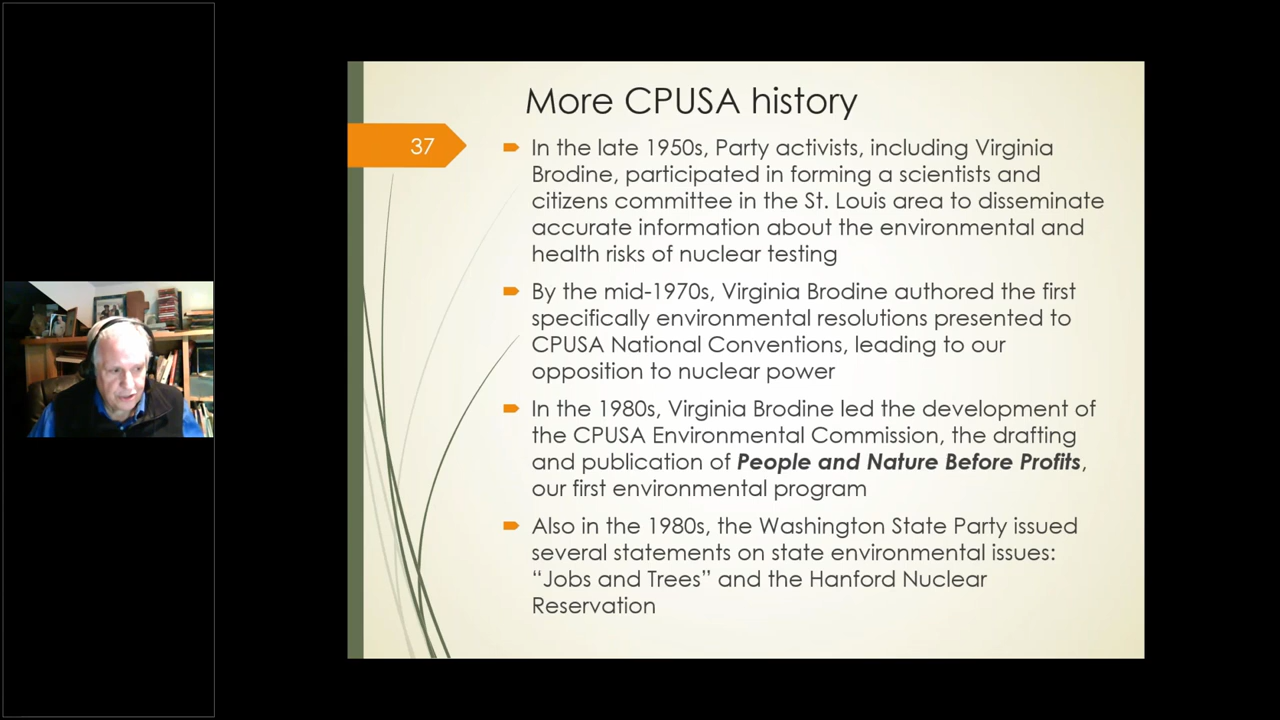 More CPUSA history
37
In the late 1950s, Party activists, including Virginia
Brodine, participated in forming a scientists and
citizens committee in the St. Louis area to disseminate
accurate information about the environmental and
health risks of nuclear testing
By the mid-1970s, Virginia Brodine authored the first
specifically environmental resolutions presented to
CPUSA National Conventions, leading to our
opposition to nuclear power
In the 1980s, Virginia Brodine led the development of
the CPUSA Environmental Commission, the drafting
and publication of People and Nature Before Profits,
our first environmental program
Also in the 1980s, the Washington State Party issued
several statements on state environmental issues:
“Jobs and Trees” and the Hanford Nuclear
Reservation